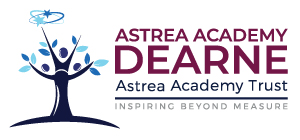 ASTREA ACADEMY
DEARNE
Astrea Academy Trust
INSPIRING BEYOND MEASURE